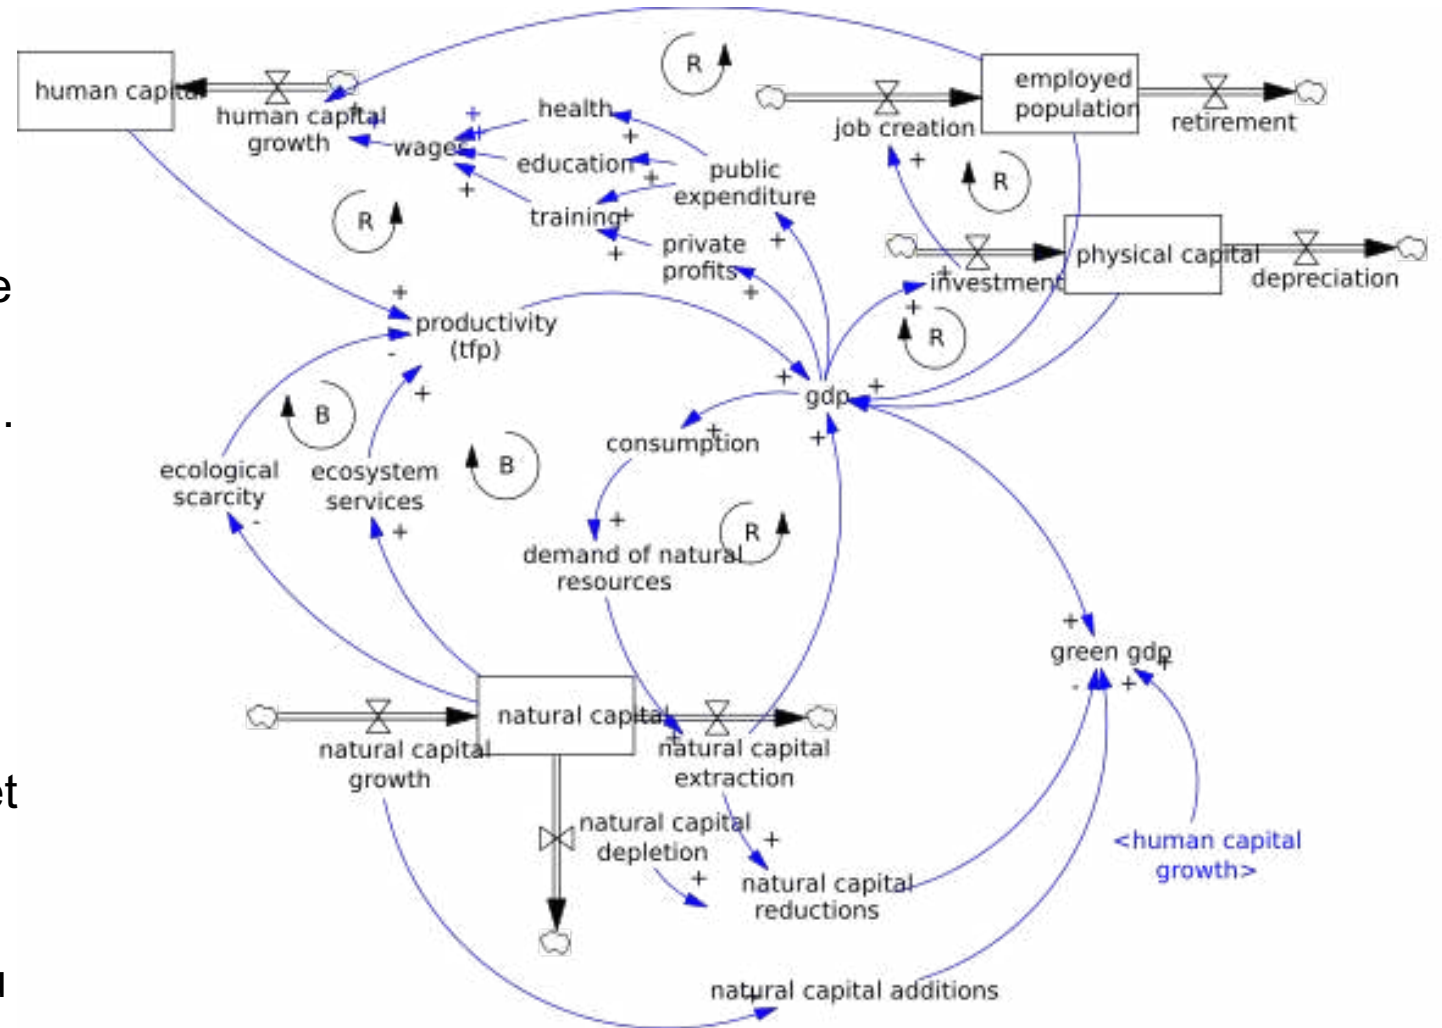 human capital
human capital
growth
wages
health
education
training
public
expenditure
private
profits
R
R
job creation
employed
population
retirement
R
investment
physical capital
depreciation
R
productivity
(tfp)
gdp
consumption
ecological
scarcity
ecosystem
services
B
B
R
demand of natural
resources
green gdp
natural capital
growth
natural capital
natural capital
extraction
natural capital
depletion
natural capital
reductions
<human capital
growth>
natural capital additions
e
.
et